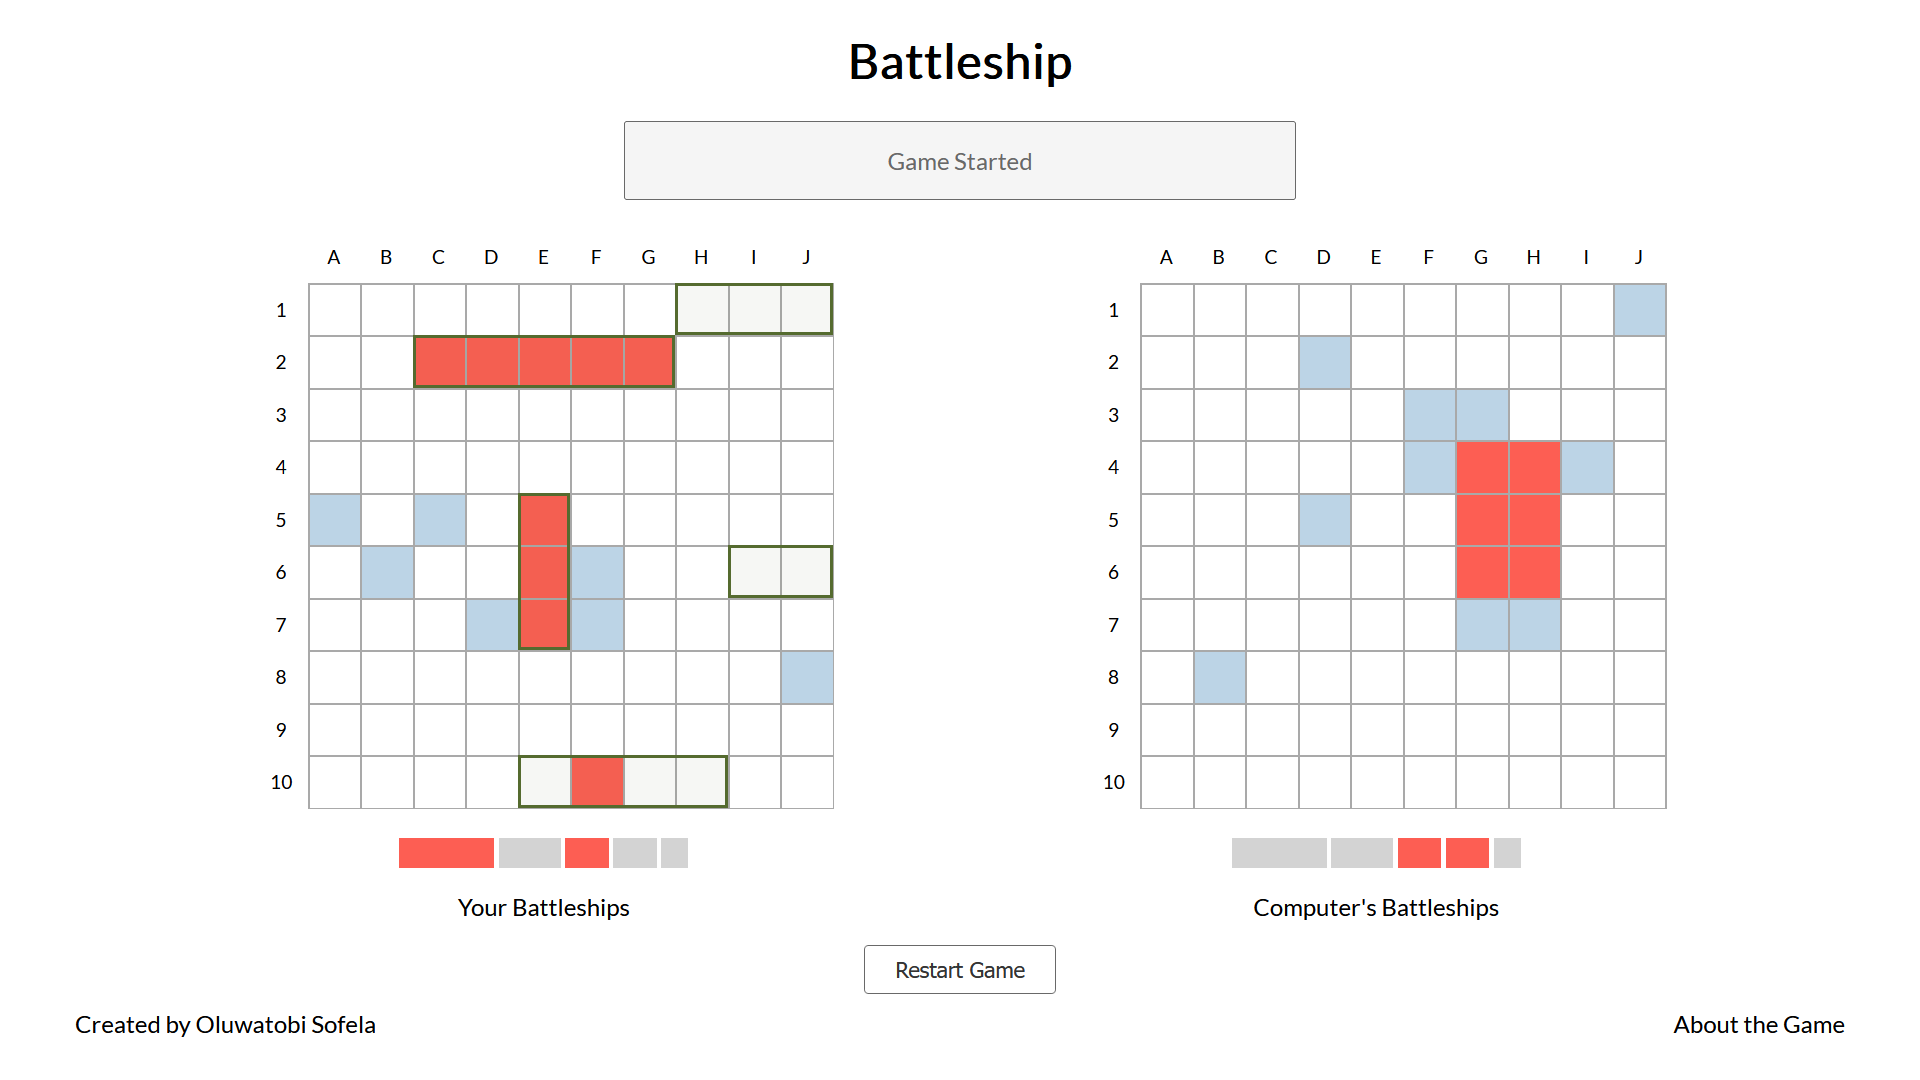 Battleship
Game Started
A B C D E F G H I J
1
2
3
4
5
6
7
8
9
10
Your Battleships
A B C D E F G H I J
1
2
3
4
5
6
7
8
9
10
Computer's Battleships
Restart Game
Created by Oluwatobi Sofela
About the Game